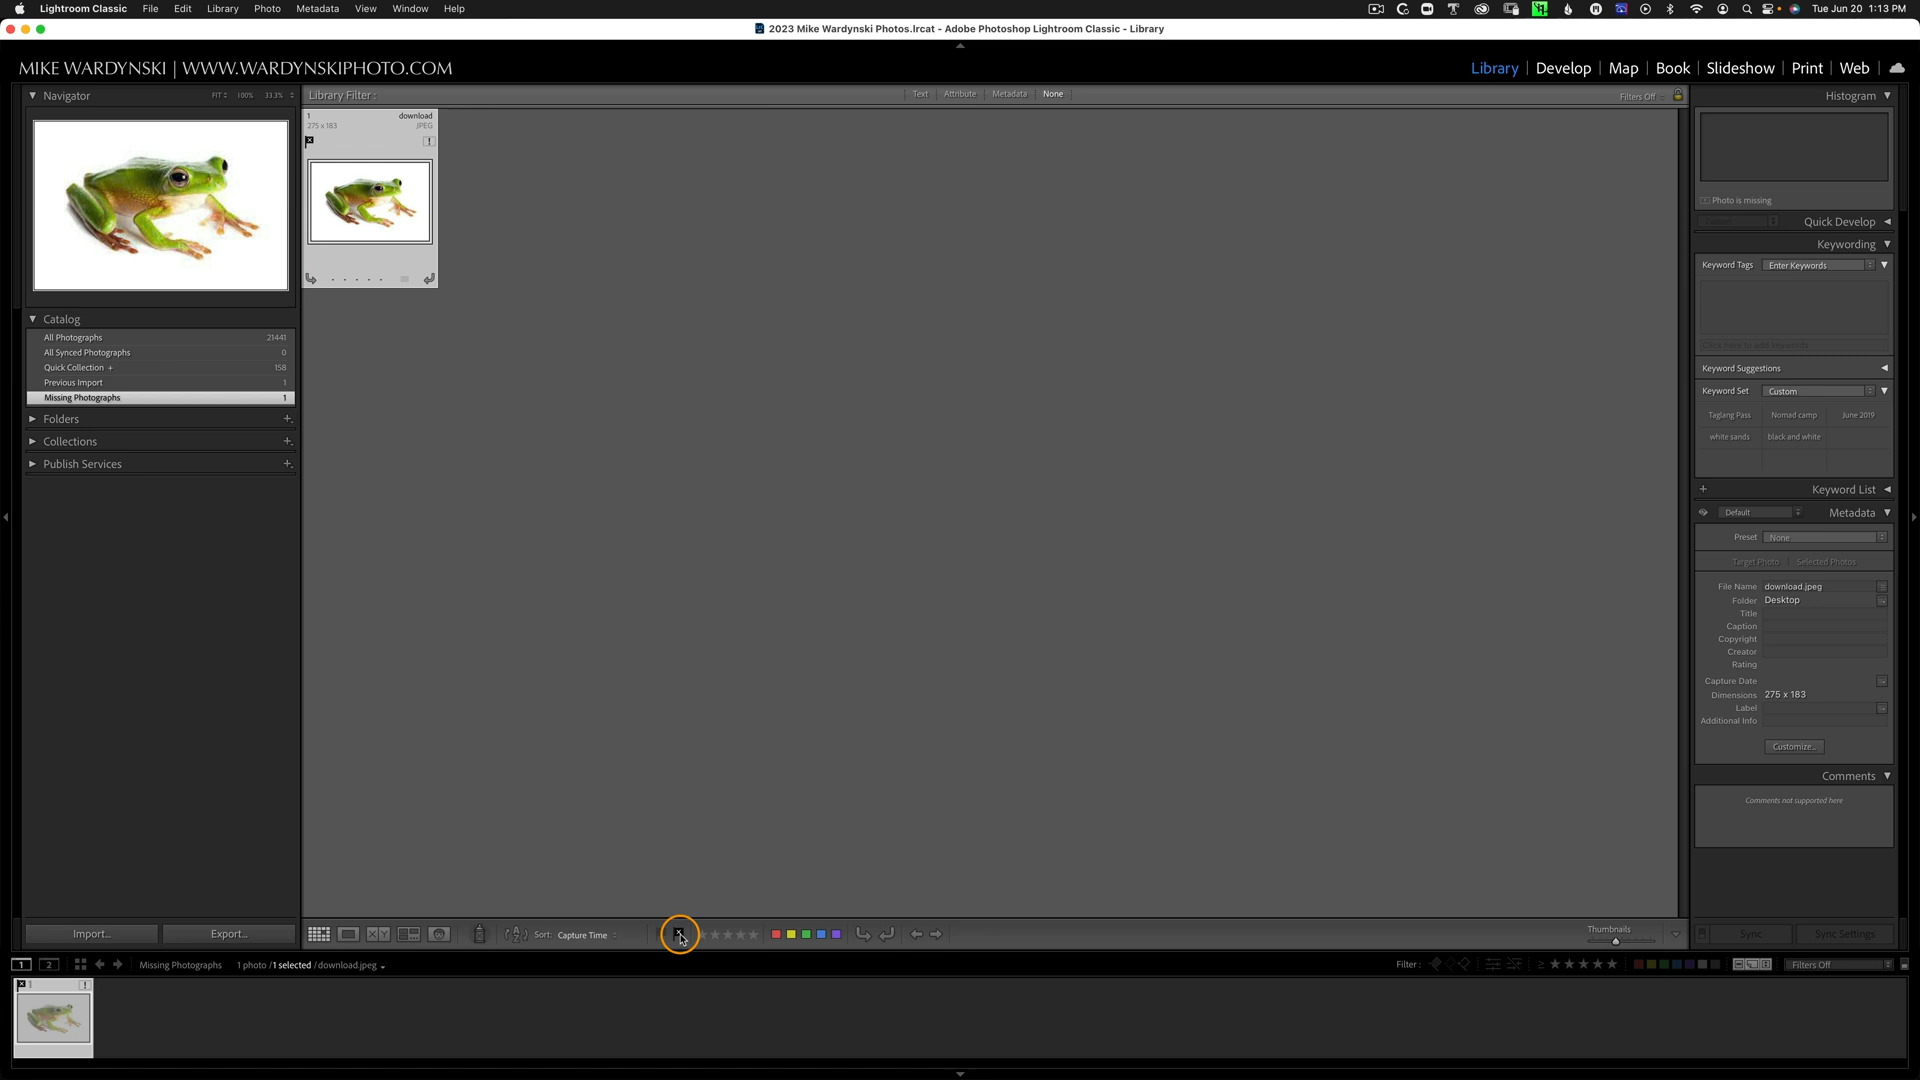 Lightroom Classic File Edit Library Photo Metadata View Window Help Tue Jun 20 1:13 PM
2023 Mike Wardynski Photos.lrcat - Adobe Photoshop Lightroom Classic - Library
MIKE WARDYNSKI | WWW.WARDYNSKIPHOTO.COM
Library | Develop | Map | Book | Slideshow | Print | Web
Navigator FIT 100% 33.3%
Library Filter : Text Attribute Metadata None Filters Off
Histogram
1 download
275 x 183 JPEG
Photo is missing
Quick Develop
Keywording
Keyword Tags Enter Keywords
Click here to add keywords
Keyword Suggestions
Keyword Set Custom
Taglang Pass Nomad camp June 2019
white sands black and white
Keyword List
Default Metadata
Preset None
Target Photo Selected Photos
File Name download.jpeg
Folder Desktop
Title
Caption
Copyright
Creator
Rating
Capture Date
Dimensions 275 x 183
Label
Additional Info
Customize...
Comments
Comments not supported here
Catalog
All Photographs 21441
All Synced Photographs 0
Quick Collection + 158
Previous Import 1
Missing Photographs 1
Folders
Collections
Publish Services
Import... Export...
X Y
Sort: Capture Time
Thumbnails
Sync Sync Settings
1 2 Missing Photographs 1 photo / 1 selected / download.jpeg
Filter : Filters Off
1